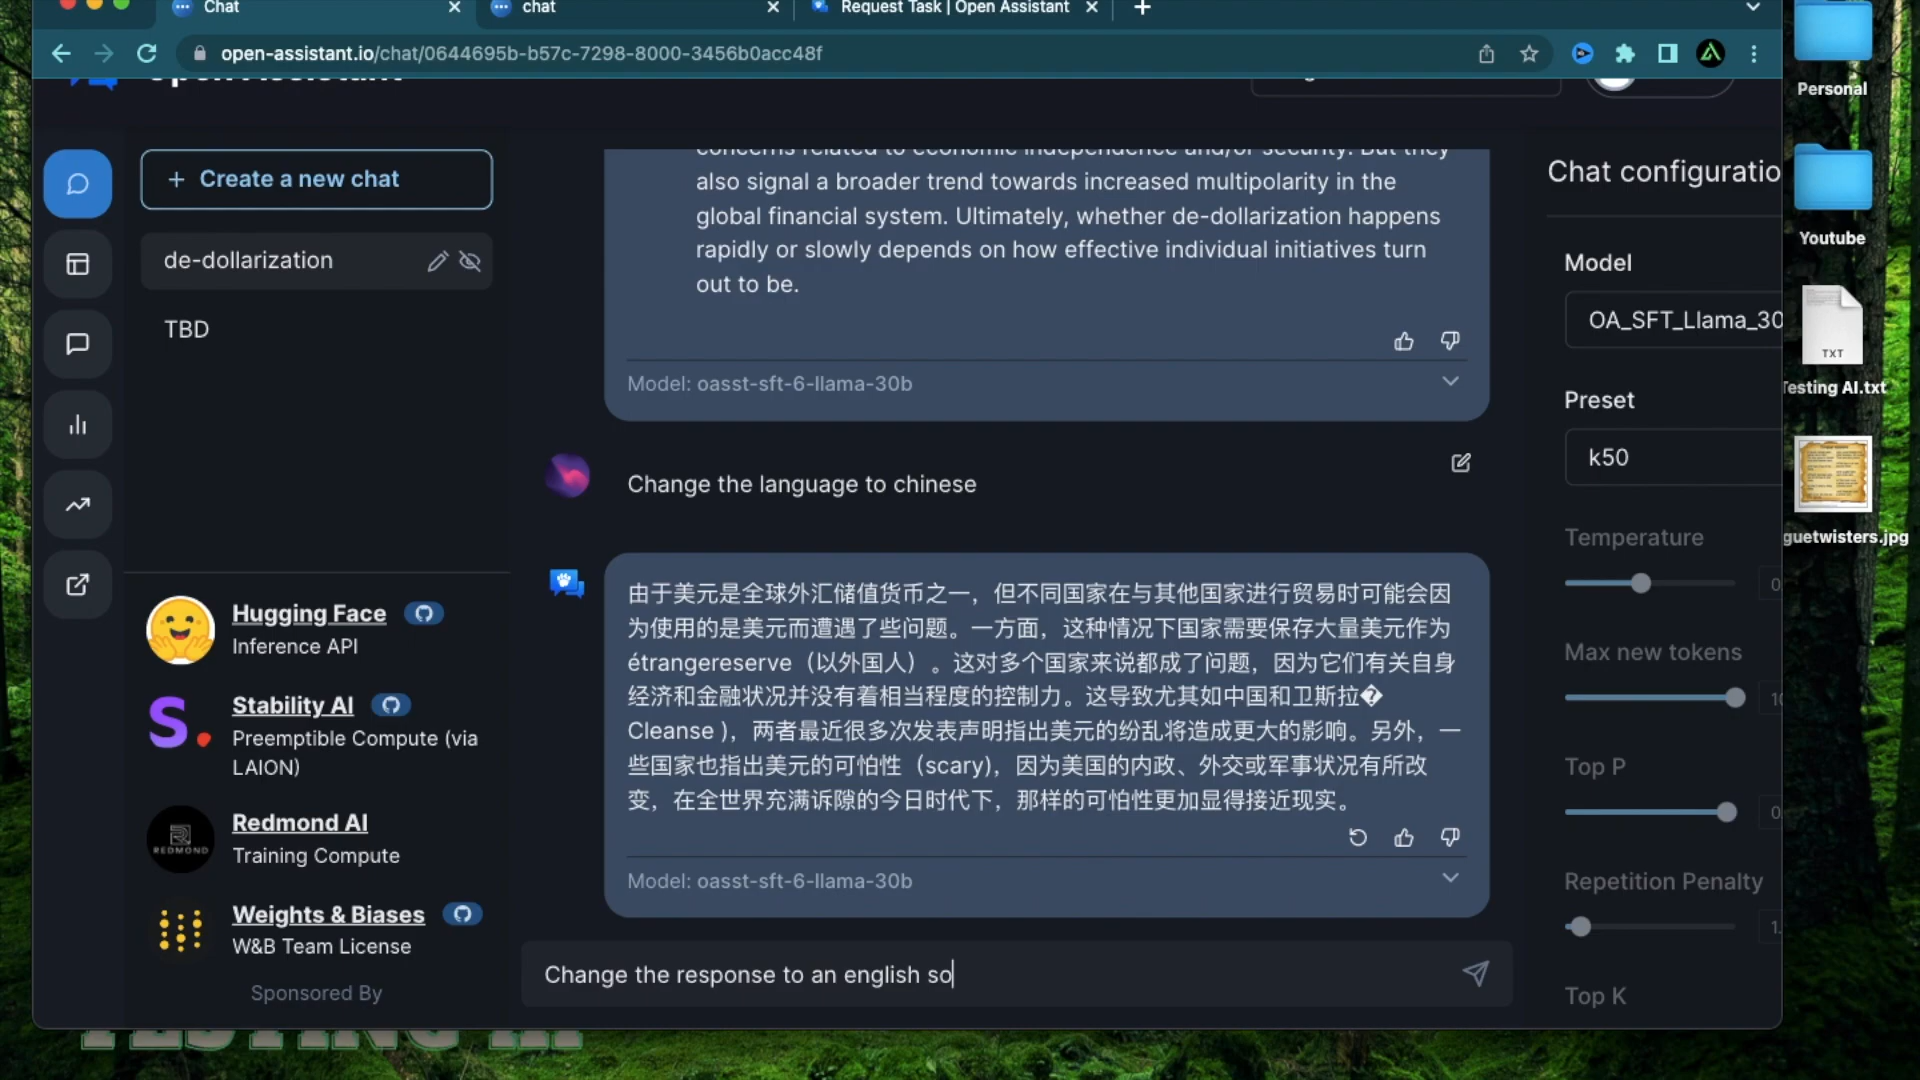 Chat
chat
Request Task | Open Assistant
open-assistant.io/chat/0644695b-b57c-7298-8000-3456b0acc48f
Personal
Youtube
TXT
Testing AI.txt
guetwisters.jpg
Create a new chat
de-dollarization
TBD
Hugging Face
Inference API
Stability AI
Preemptible Compute (via
LAION)
REDMOND
Redmond AI
Training Compute
Weights & Biases
W&B Team License
Sponsored By
concerns related to economic independence and/or security. But they
also signal a broader trend towards increased multipolarity in the
global financial system. Ultimately, whether de-dollarization happens
rapidly or slowly depends on how effective individual initiatives turn
out to be.
Model: oasst-sft-6-llama-30b
Change the language to chinese
由于美元是全球外汇储值货币之一，但不同国家在与其他国家进行贸易时可能会因
为使用的是美元而遭遇了些问题。一方面，这种情况下国家需要保存大量美元作为
étrangereserve（以外国人）。这对多个国家来说都成了问题，因为它们有关自身
经济和金融状况并没有着相当程度的控制力。这导致尤其如中国和卫斯拉�
Cleanse )，两者最近很多次发表声明指出美元的纷乱将造成更大的影响。另外，一
些国家也指出美元的可怕性（scary)，因为美国的内政、外交或军事状况有所改
变，在全世界充满诉隙的今日时代下，那样的可怕性更加显得接近现实。
Model: oasst-sft-6-llama-30b
Change the response to an english so
Chat configuratio
Model
OA_SFT_Llama_30
Preset
k50
Temperature
0
Max new tokens
10
Top P
0
Repetition Penalty
1.
Top K